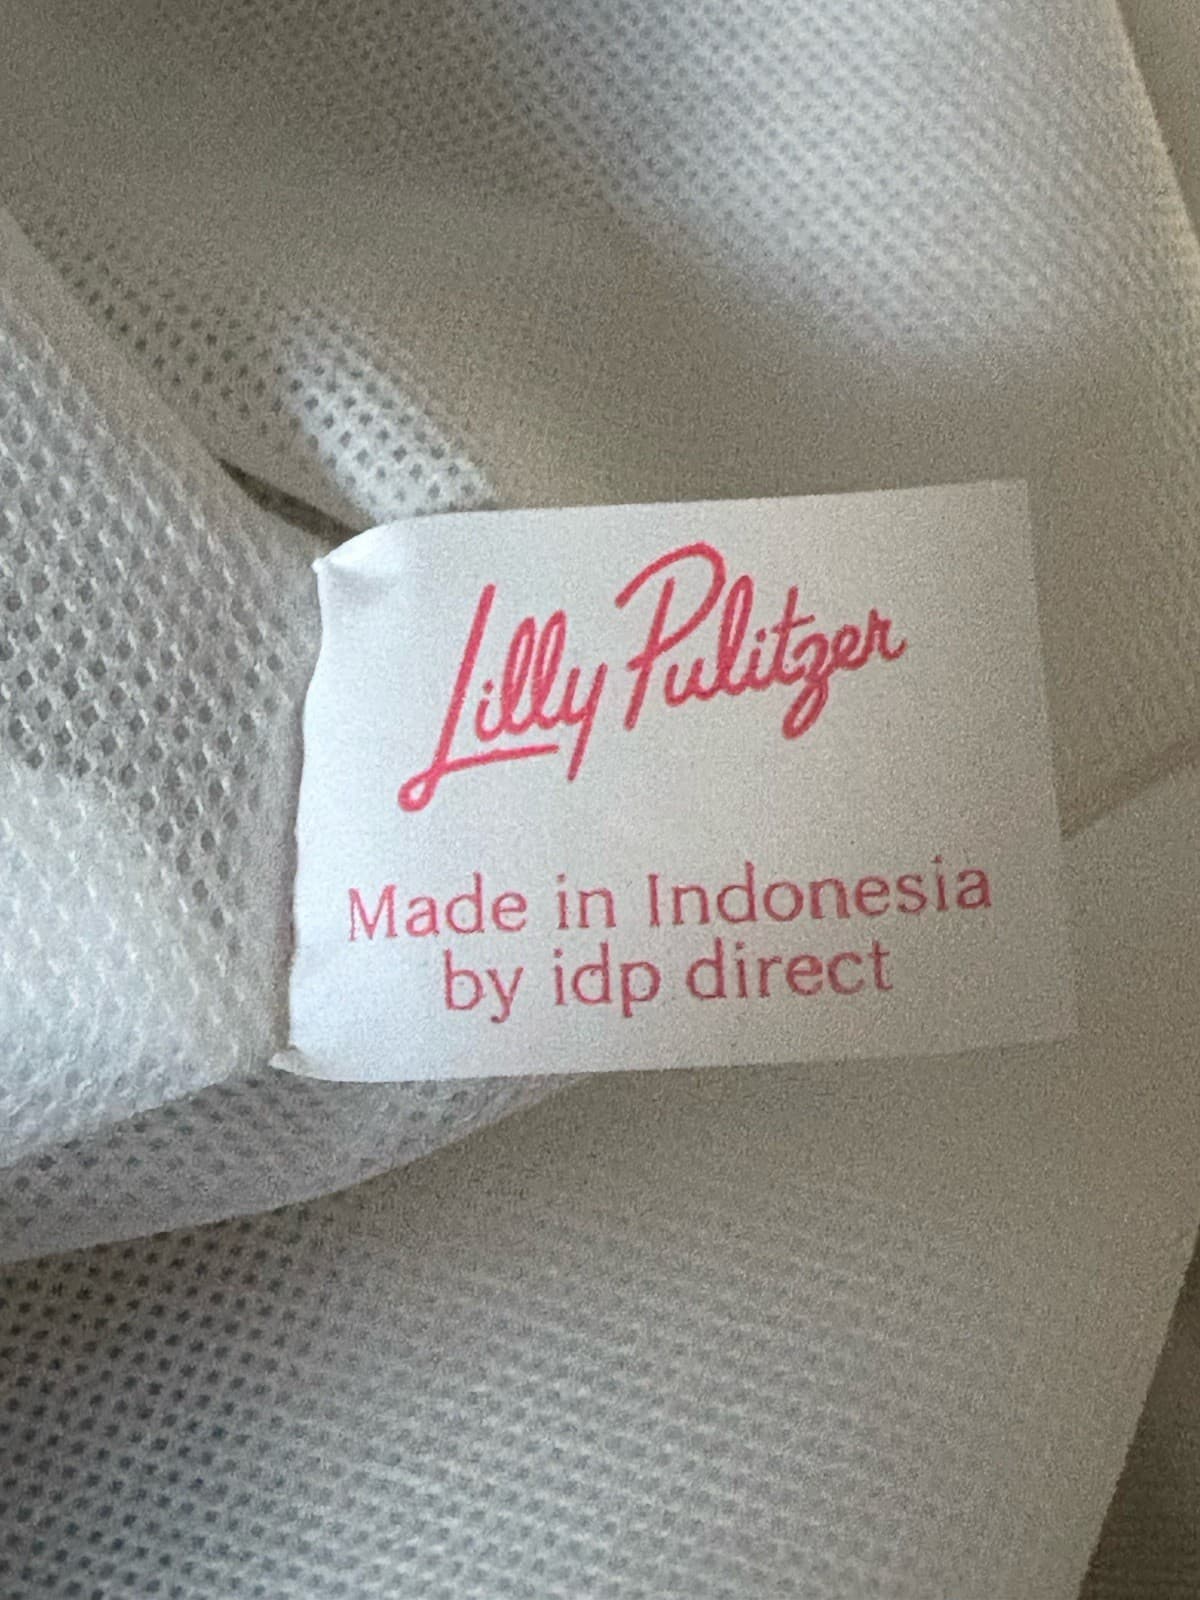 Lilly Pulitzer
Made in Indonesia
by idp direct